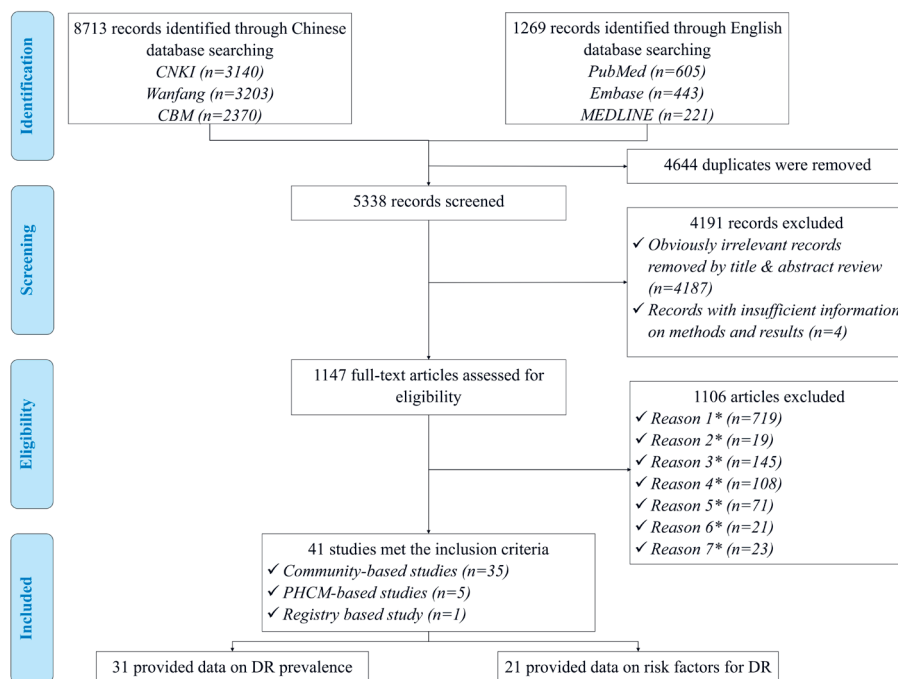 Identification
8713 records identified through Chinese
database searching
CNKI (n=3140)
Wanfang (n=3203)
CBM (n=2370)
1269 records identified through English
database searching
PubMed (n=605)
Embase (n=443)
MEDLINE (n=221)
4644 duplicates were removed
Screening
5338 records screened
4191 records excluded
✓ Obviously irrelevant records
removed by title & abstract review
(n=4187)
✓ Records with insufficient information
on methods and results (n=4)
Eligibility
1147 full-text articles assessed for
eligibility
1106 articles excluded
✓ Reason 1* (n=719)
✓ Reason 2* (n=19)
✓ Reason 3* (n=145)
✓ Reason 4* (n=108)
✓ Reason 5* (n=71)
✓ Reason 6* (n=21)
✓ Reason 7* (n=23)
Included
41 studies met the inclusion criteria
✓ Community-based studies (n=35)
✓ PHCM-based studies (n=5)
✓ Registry based study (n=1)
31 provided data on DR prevalence
21 provided data on risk factors for DR